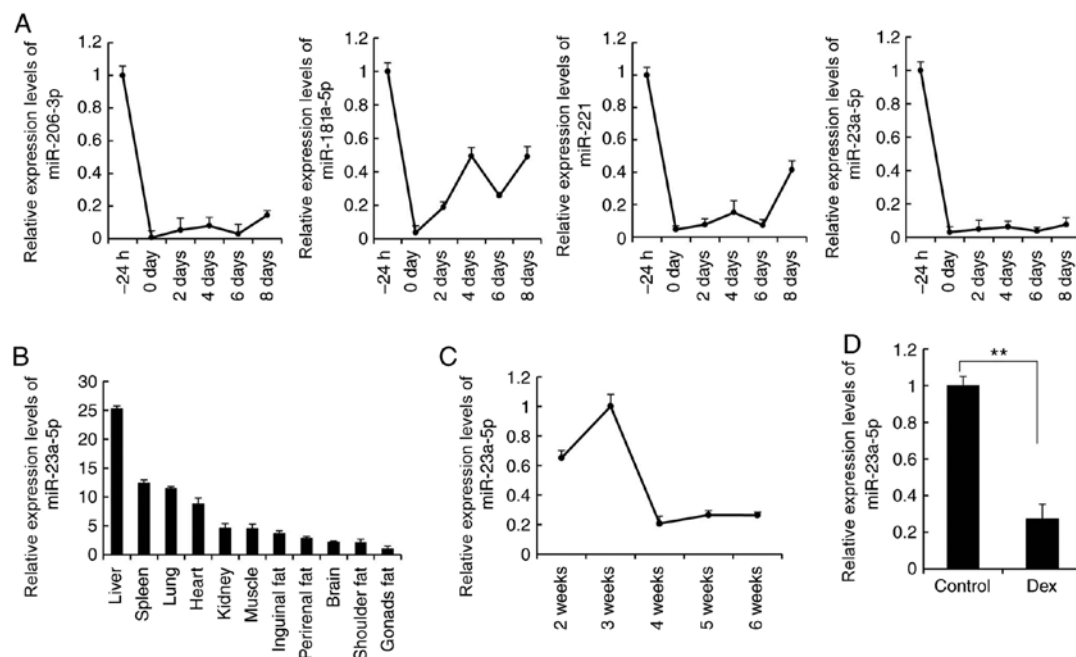 A
Relative expression levels of
miR-206-3p
1.2
1
0.8
0.6
0.4
0.2
0
−24 h
0 day
2 days
4 days
6 days
8 days
Relative expression levels of
miR-181a-5p
1.2
1
0.8
0.6
0.4
0.2
0
−24 h
0 day
2 days
4 days
6 days
8 days
Relative expression levels of
miR-221
1.2
1
0.8
0.6
0.4
0.2
0
−24 h
0 day
2 days
4 days
6 days
8 days
Relative expression levels of
miR-23a-5p
1.2
1
0.8
0.6
0.4
0.2
0
−24 h
0 day
2 days
4 days
6 days
8 days
B
Relative expression levels of
miR-23a-5p
30
25
20
15
10
5
0
Liver
Spleen
Lung
Heart
Kidney
Muscle
Inguinal fat
Perirenal fat
Brain
Shoulder fat
Gonads fat
C
Relative expression levels of
miR-23a-5p
1.2
1
0.8
0.6
0.4
0.2
0
2 weeks
3 weeks
4 weeks
5 weeks
6 weeks
D
Relative expression levels of
miR-23a-5p
1.2
1
0.8
0.6
0.4
0.2
0
**
Control
Dex